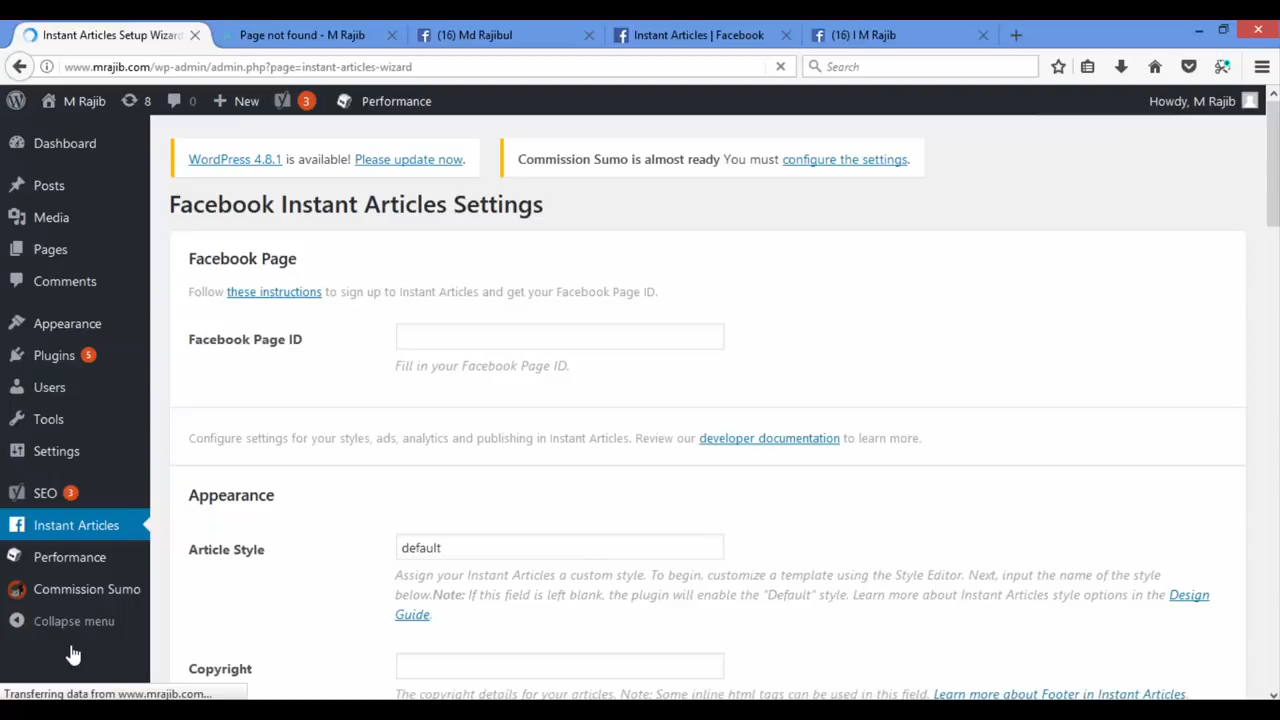 Instant Articles Setup Wizard
Page not found - M Rajib
(16) Md Rajibul
Instant Articles | Facebook
(16) I M Rajib
www.mrajib.com/wp-admin/admin.php?page=instant-articles-wizard
Search
M Rajib 8 0 New 3 Performance
Howdy, M Rajib
Dashboard
Posts
Media
Pages
Comments
Appearance
Plugins 5
Users
Tools
Settings
SEO 3
Instant Articles
Performance
Commission Sumo
Collapse menu
WordPress 4.8.1 is available! Please update now.
Commission Sumo is almost ready You must configure the settings.
Facebook Instant Articles Settings
Facebook Page
Follow these instructions to sign up to Instant Articles and get your Facebook Page ID.
Facebook Page ID
Fill in your Facebook Page ID.
Configure settings for your styles, ads, analytics and publishing in Instant Articles. Review our developer documentation to learn more.
Appearance
Article Style
default
Assign your Instant Articles a custom style. To begin, customize a template using the Style Editor. Next, input the name of the style
below.Note: If this field is left blank, the plugin will enable the "Default" style. Learn more about Instant Articles style options in the Design
Guide.
Copyright
The copyright details for your articles. Note: Some inline html tags can be used in this field. Learn more about Footer in Instant Articles.
Transferring data from www.mrajib.com...